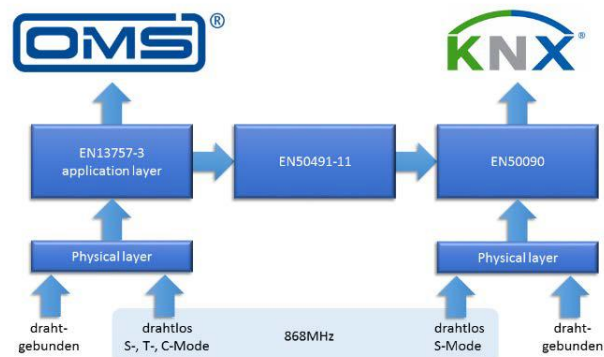 OMS®
KNX®
EN13757-3
application layer
EN50491-11
EN50090
Physical layer
Physical layer
draht-
gebunden
drahtlos
S-, T-, C-Mode
868MHz
drahtlos
S-Mode
draht-
gebunden